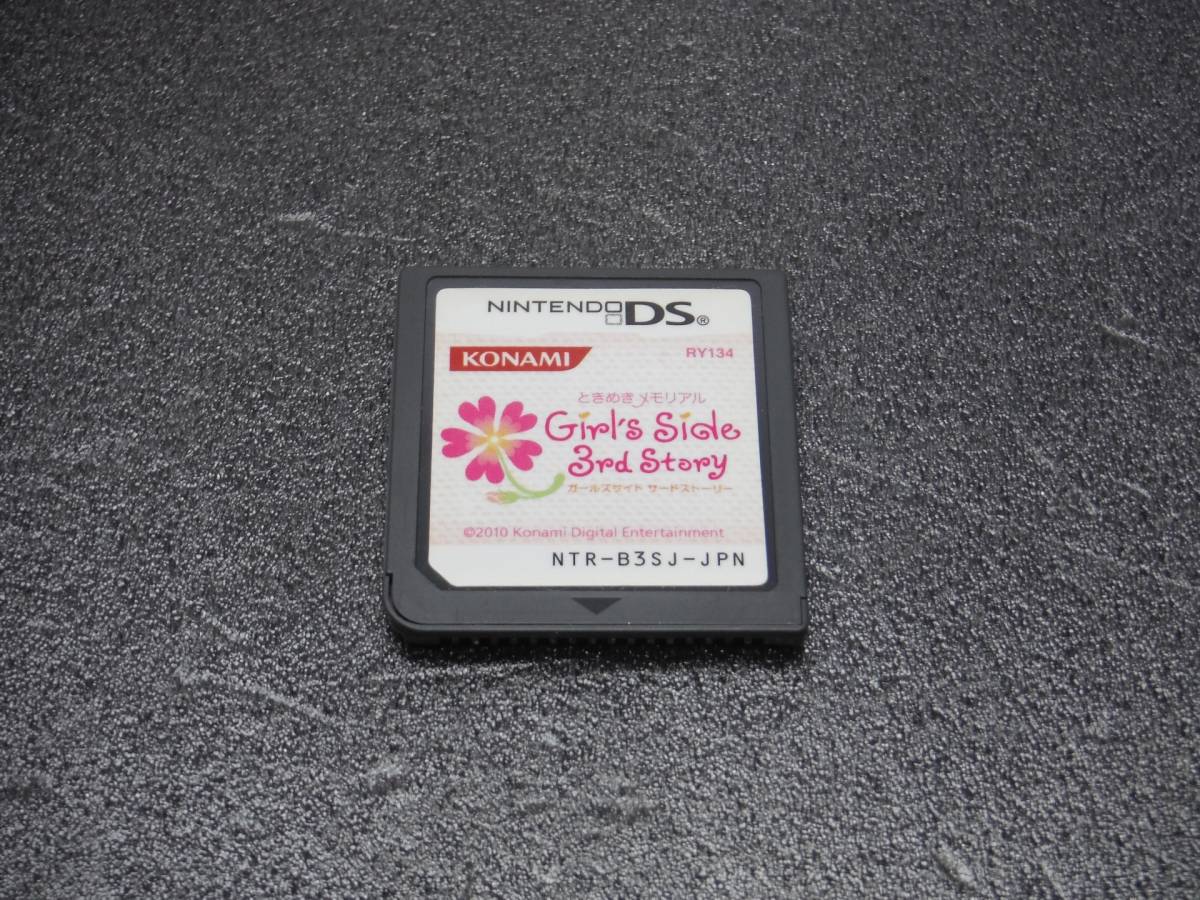 NINTENDO DS®
KONAMI
RY134
ときめきメモリアル
Girl's Side
3rd Story
ガールズサイド サードストーリー
©2010 Konami Digital Entertainment
NTR-B3SJ-JPN